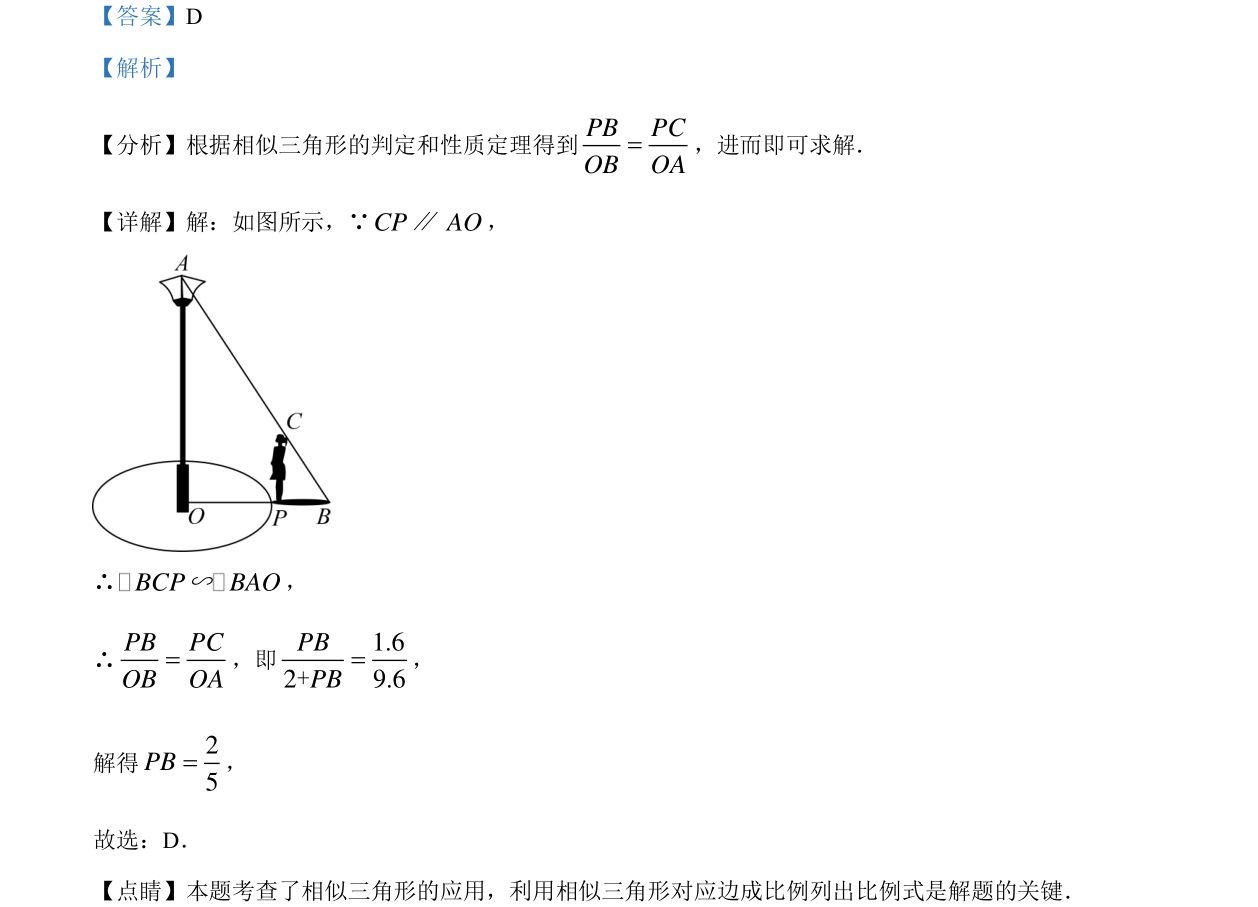 【答案】D
【解析】
【分析】根据相似三角形的判定和性质定理得到 PB/OB = PC/OA，进而即可求解．
【详解】解：如图所示，∵CP∥AO，
A
C
O
P
B
∴□BCP∽□BAO，
∴ PB/OB = PC/OA，即 PB/2+PB = 1.6/9.6，
解得 PB = 2/5，
故选：D．
【点睛】本题考查了相似三角形的应用，利用相似三角形对应边成比例列出比例式是解题的关键．